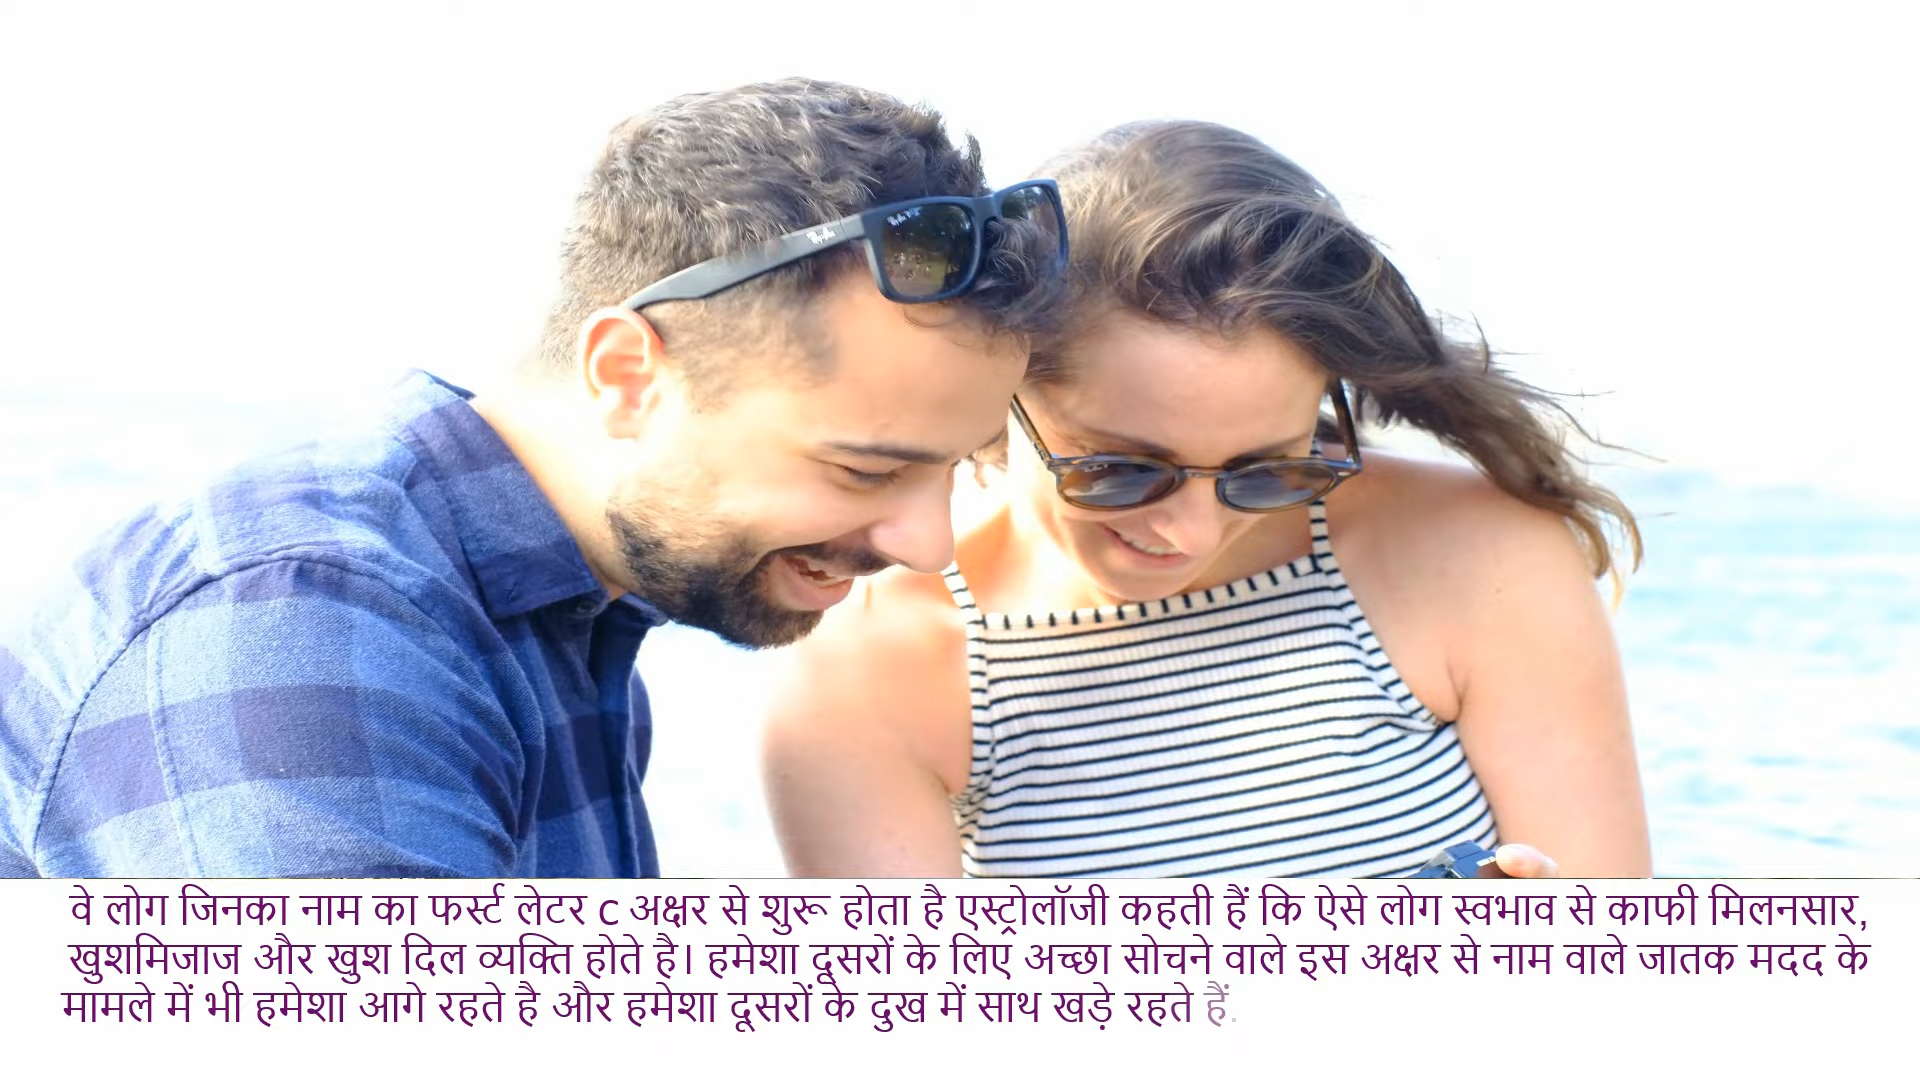 वे लोग जिनका नाम का फर्स्ट लेटर c अक्षर से शुरू होता है एस्ट्रोलॉजी कहती हैं कि ऐसे लोग स्वभाव से काफी मिलनसार,
खुशमिजाज और खुश दिल व्यक्ति होते है। हमेशा दूसरों के लिए अच्छा सोचने वाले इस अक्षर से नाम वाले जातक मदद के
मामले में भी हमेशा आगे रहते है और हमेशा दूसरों के दुख में साथ खड़े रहते हैं.